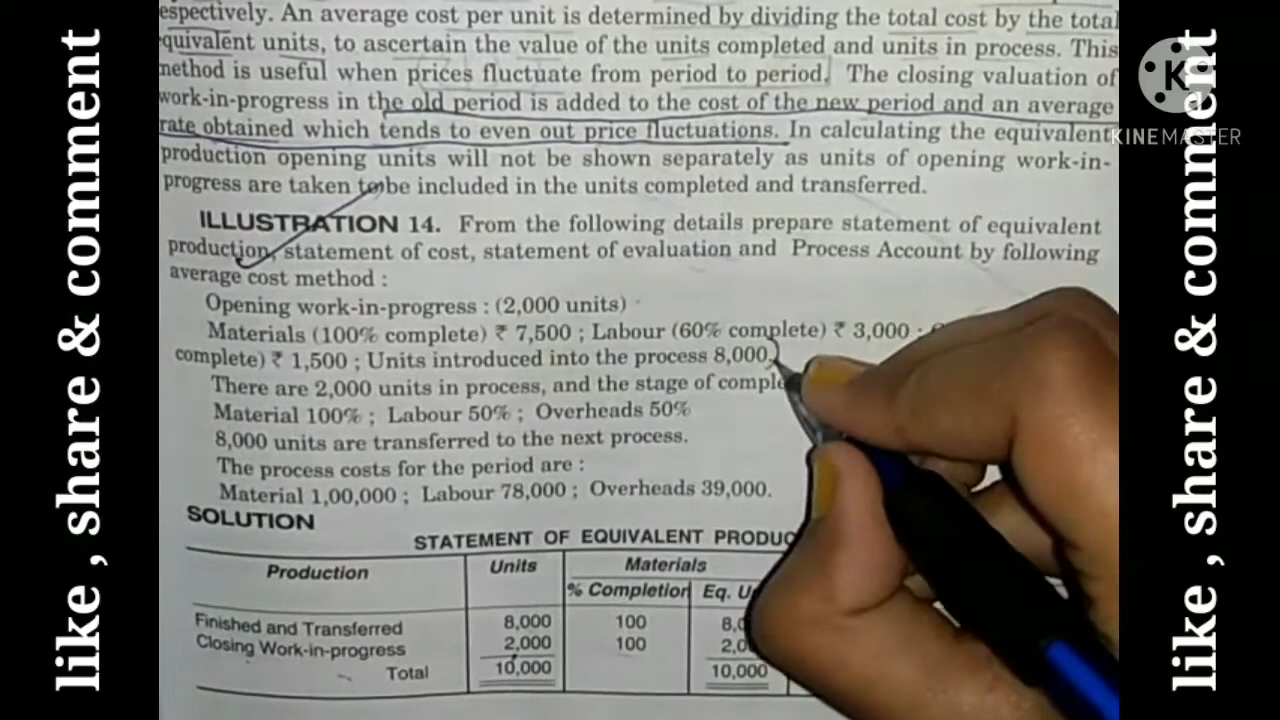 like , share & comment
espectively. An average cost per unit is determined by dividing the total cost by the total
quivalent units, to ascertain the value of the units completed and units in process. This
method is useful when prices fluctuate from period to period. The closing valuation of
work-in-progress in the old period is added to the cost of the new period and an average
rate obtained which tends to even out price fluctuations. In calculating the equivalent
production opening units will not be shown separately as units of opening work-in-
progress are taken to be included in the units completed and transferred.
ILLUSTRATION 14. From the following details prepare statement of equivalent
production, statement of cost, statement of evaluation and Process Account by following
average cost method :
Opening work-in-progress : (2,000 units)
Materials (100% complete) ₹ 7,500 ; Labour (60% complete) ₹ 3,000 ;
complete) ₹ 1,500 ; Units introduced into the process 8,000.
There are 2,000 units in process, and the stage of comple
Material 100% ; Labour 50% ; Overheads 50%
8,000 units are transferred to the next process.
The process costs for the period are :
Material 1,00,000 ; Labour 78,000 ; Overheads 39,000.
SOLUTION
STATEMENT OF EQUIVALENT PRODUC
Production Units Materials
% Completion Eq. U
Finished and Transferred 8,000 100 8,0
Closing Work-in-progress 2,000 100 2,0
Total 10,000 10,000
K
KINEMASTER
like , share & comment